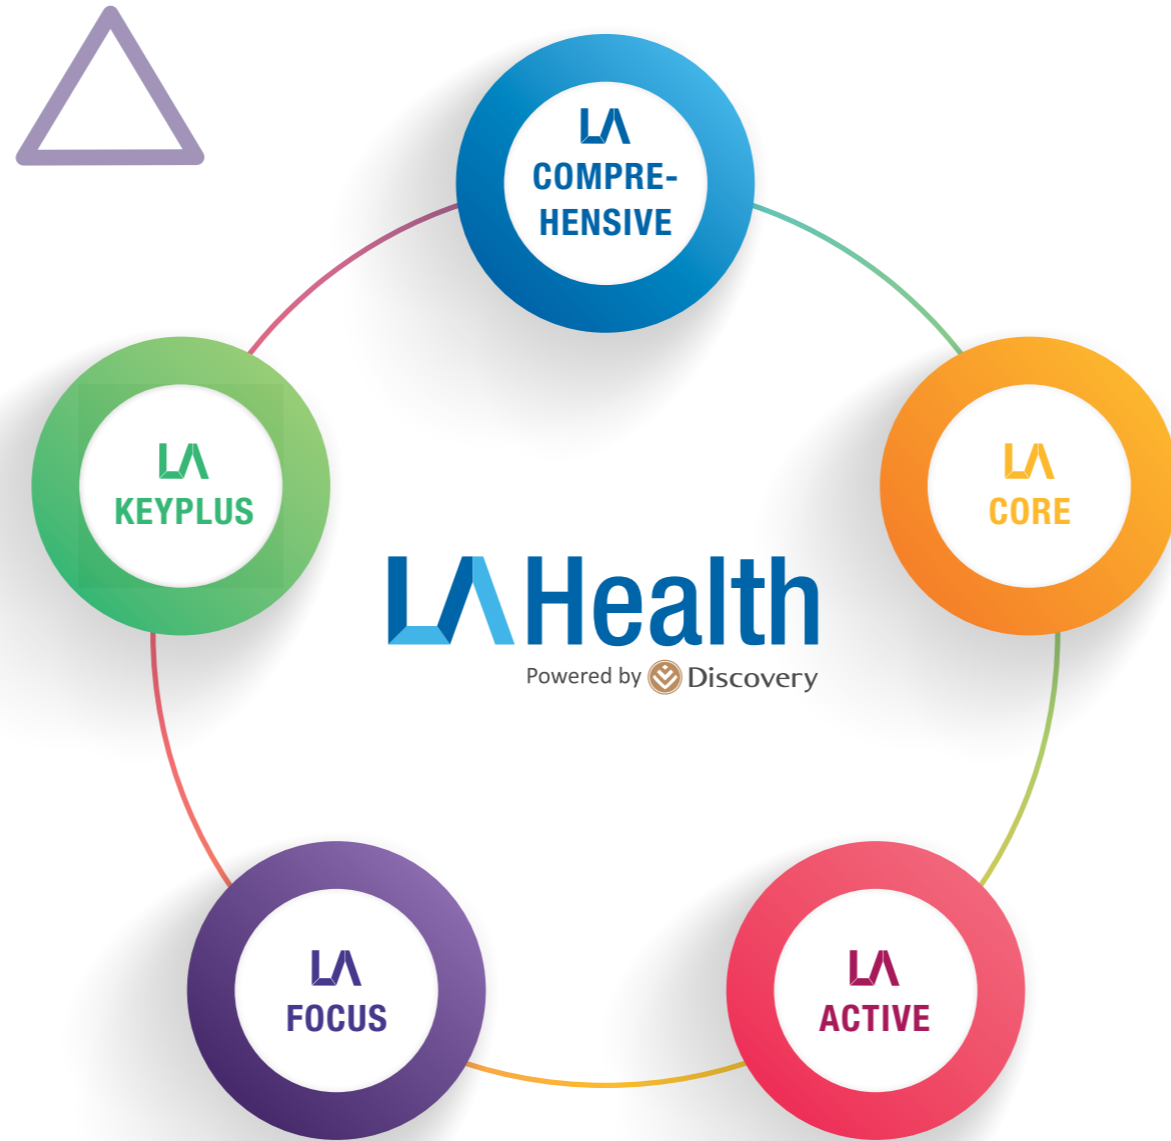 LA
COMPRE-
HENSIVE
LA
KEYPLUS
LA
CORE
LA Health
Powered by Discovery
LA
FOCUS
LA
ACTIVE